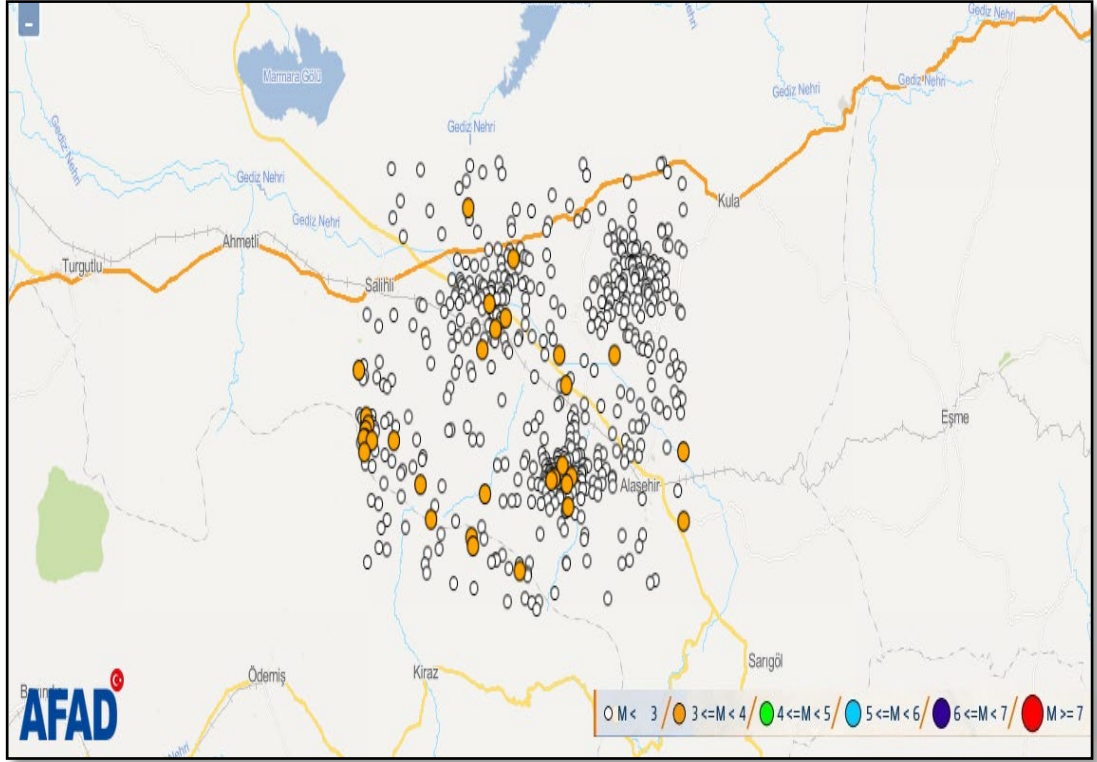 Gediz Nehri
Marmara Gölü
Gediz Nehri
Gediz Nehri
Gediz Nehri
Gediz Nehri
Gediz Nehri
Gediz Nehri
Kula
Ahmetli
Turgutlu
Salihli
Eşme
Alaşehir
Sarıgöl
Ödemiş
Kiraz
AFAD
M < 3 / 3 <=M < 4 / 4 <=M < 5 / 5 <=M < 6 / 6 <=M < 7 / M >= 7